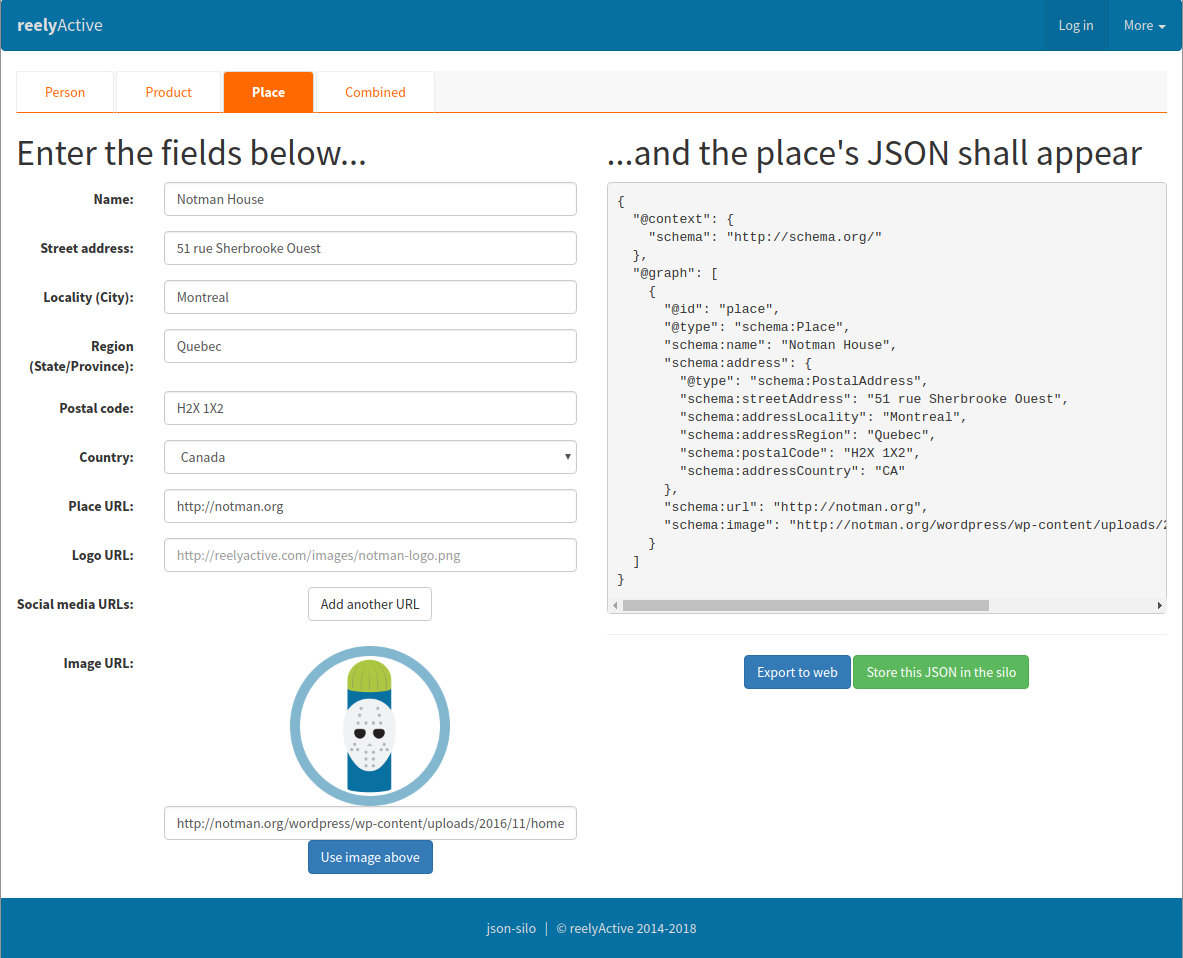 reelyActive
Log in
More
Person
Product
Place
Combined
Enter the fields below...
Name:
Notman House
Street address:
51 rue Sherbrooke Ouest
Locality (City):
Montreal
Region
(State/Province):
Quebec
Postal code:
H2X 1X2
Country:
Canada
Place URL:
http://notman.org
Logo URL:
http://reelyactive.com/images/notman-logo.png
Social media URLs:
Add another URL
Image URL:
http://notman.org/wordpress/wp-content/uploads/2016/11/home
Use image above
...and the place's JSON shall appear
{
  "@context": {
    "schema": "http://schema.org/"
  },
  "@graph": [
    {
      "@id": "place",
      "@type": "schema:Place",
      "schema:name": "Notman House",
      "schema:address": {
        "@type": "schema:PostalAddress",
        "schema:streetAddress": "51 rue Sherbrooke Ouest",
        "schema:addressLocality": "Montreal",
        "schema:addressRegion": "Quebec",
        "schema:postalCode": "H2X 1X2",
        "schema:addressCountry": "CA"
      },
      "schema:url": "http://notman.org",
      "schema:image": "http://notman.org/wordpress/wp-content/uploads/2
    }
  ]
}
Export to web
Store this JSON in the silo
json-silo | © reelyActive 2014-2018